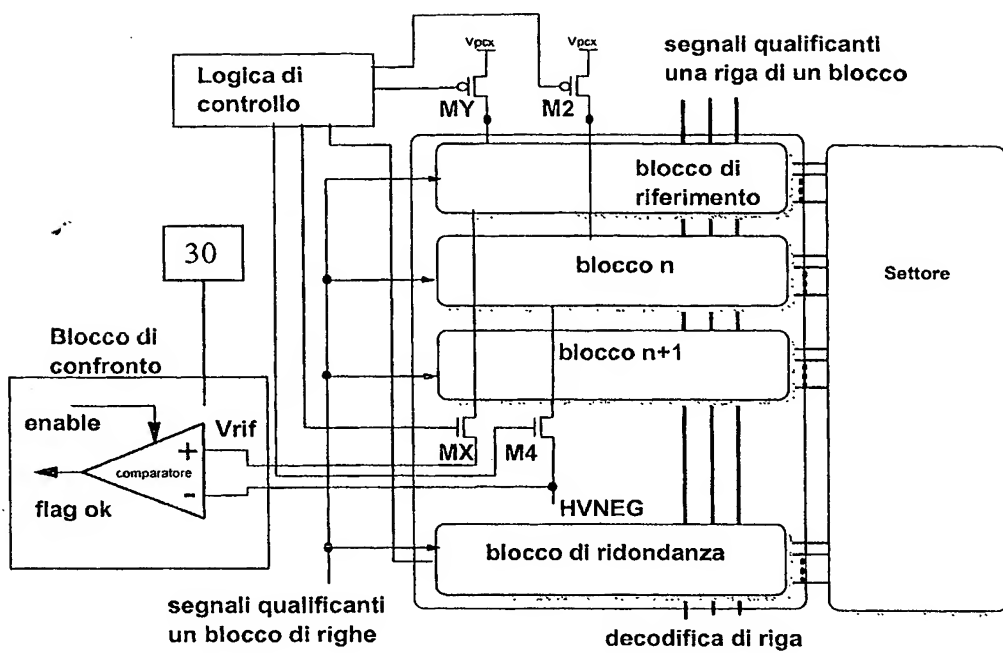 Vpcx
Vpcx
segnali qualificanti
una riga di un blocco
Logica di
controllo
MY
M2
blocco di
riferimento
30
blocco n
Settore
Blocco di
confronto
blocco n+1
enable
Vrif
+
comparatore
-
MX
M4
flag ok
HVNEG
blocco di ridondanza
segnali qualificanti
un blocco di righe
decodifica di riga